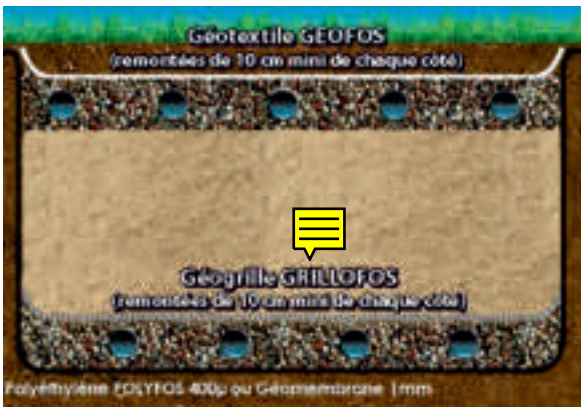 Géotextile GEOFOS
(remontées de 10 cm mini de chaque côté)
Géogrille GRILLOFOS
(remontées de 10 cm mini de chaque côté)
Polyéthylène POLYFOS 400µ ou Géomembrane 1mm